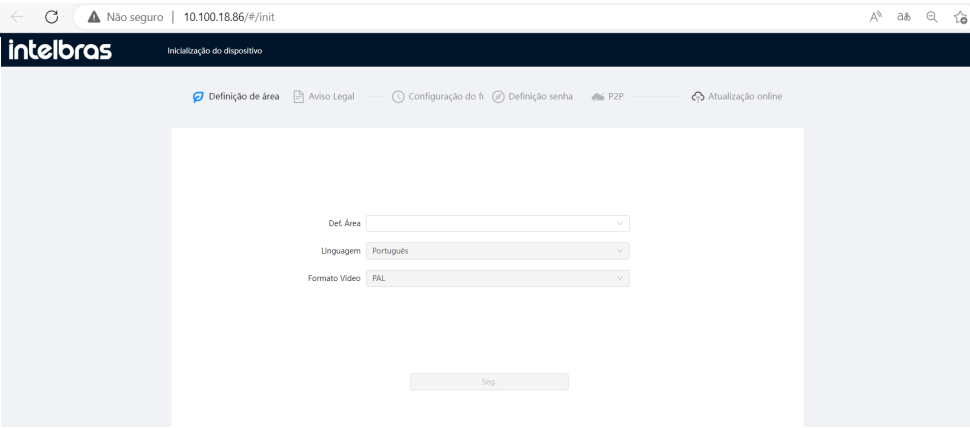 Não seguro | 10.100.18.86/#/init
intelbras Inicialização do dispositivo
Definição de área Aviso Legal Configuração do fi Definição senha P2P Atualização online
Def. Área
Linguagem Português
Formato Vídeo PAL
Seg.